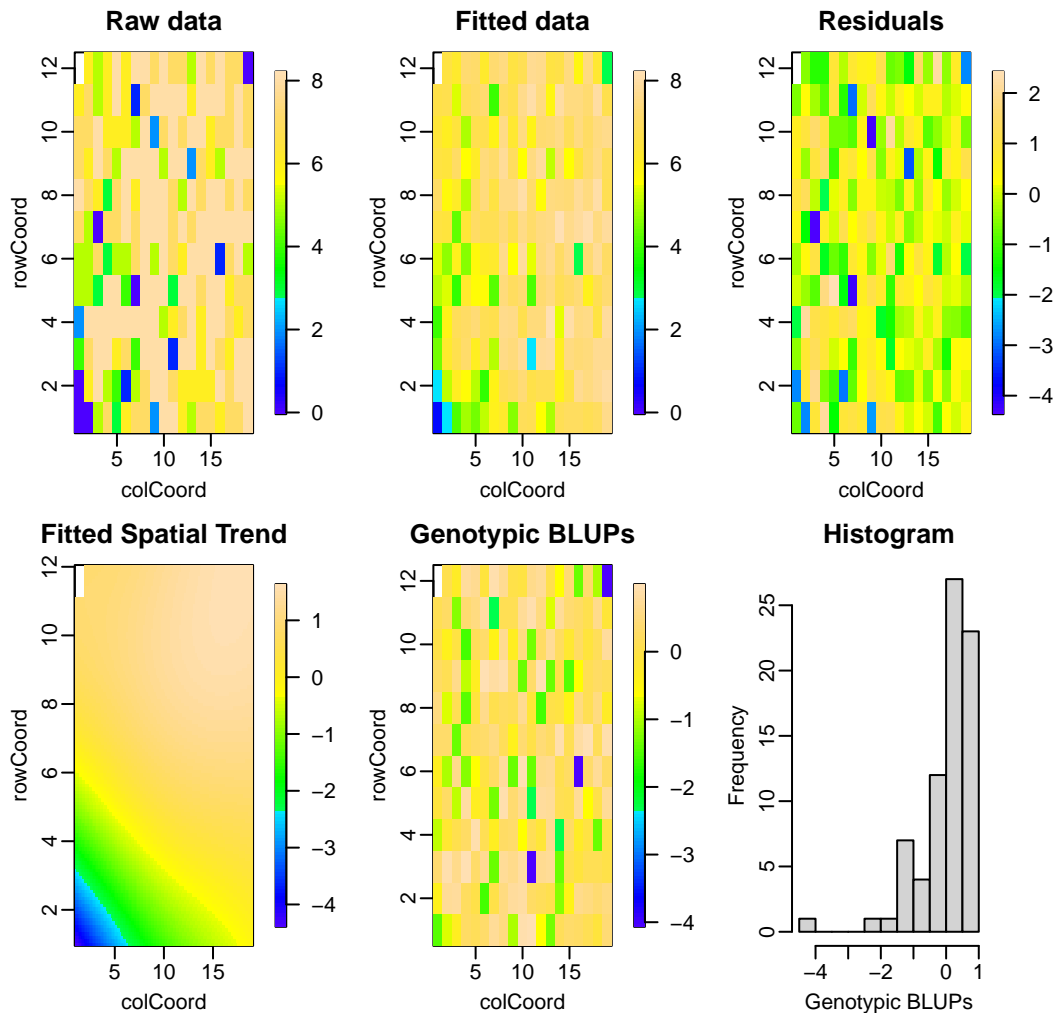 Raw data
12
10
8
6
4
2
rowCoord
5 10 15
colCoord
8
6
4
2
0
Fitted data
12
10
8
6
4
2
rowCoord
5 10 15
colCoord
8
6
4
2
0
Residuals
12
10
8
6
4
2
rowCoord
5 10 15
colCoord
2
1
0
−1
−2
−3
−4
Fitted Spatial Trend
12
10
8
6
4
2
rowCoord
5 10 15
colCoord
1
0
−1
−2
−3
−4
Genotypic BLUPs
12
10
8
6
4
2
rowCoord
5 10 15
colCoord
0
−1
−2
−3
−4
Histogram
25
20
15
10
5
0
Frequency
−4 −2 0 1
Genotypic BLUPs